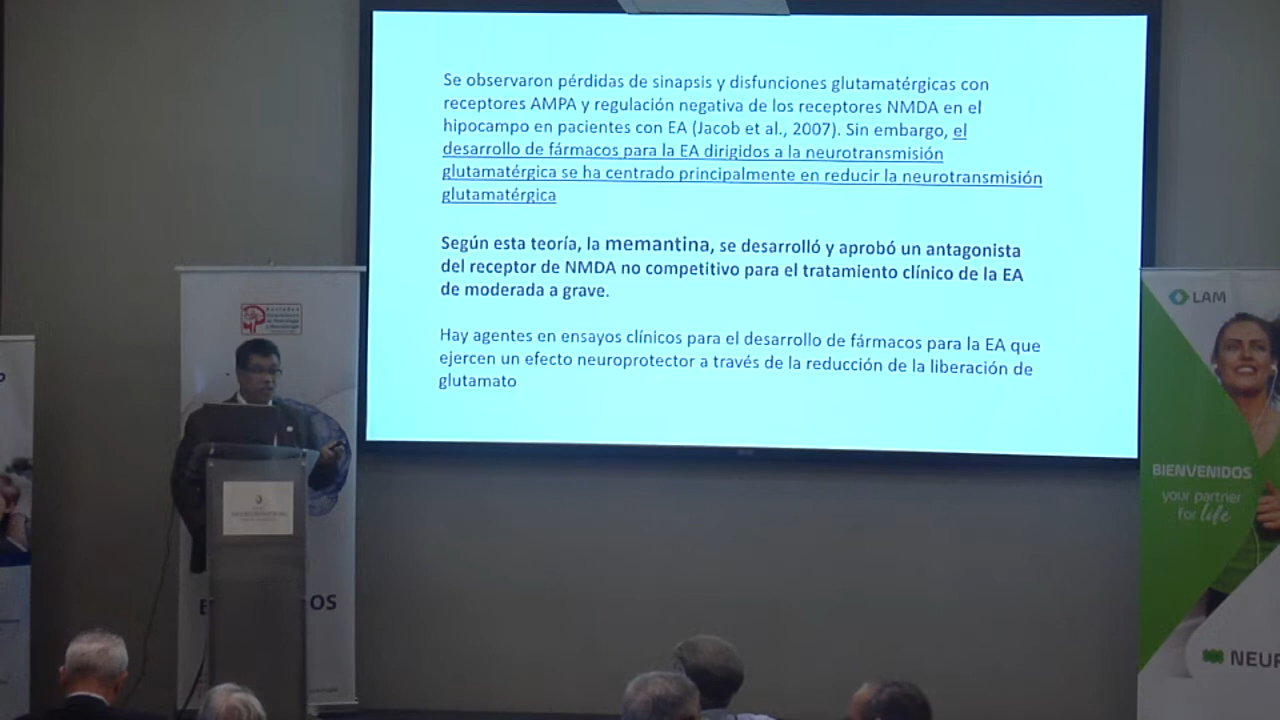 Se observaron pérdidas de sinapsis y disfunciones glutamatérgicas con
receptores AMPA y regulación negativa de los receptores NMDA en el
hipocampo en pacientes con EA (Jacob et al., 2007). Sin embargo, el
desarrollo de fármacos para la EA dirigidos a la neurotransmisión
glutamatérgica se ha centrado principalmente en reducir la neurotransmisión
glutamatérgica
Según esta teoría, la memantina, se desarrolló y aprobó un antagonista
del receptor de NMDA no competitivo para el tratamiento clínico de la EA
de moderada a grave.
Hay agentes en ensayos clínicos para el desarrollo de fármacos para la EA que
ejercen un efecto neuroprotector a través de la reducción de la liberación de
glutamato
LAM
BIENVENIDOS
your partner
for life
NEUR
OS